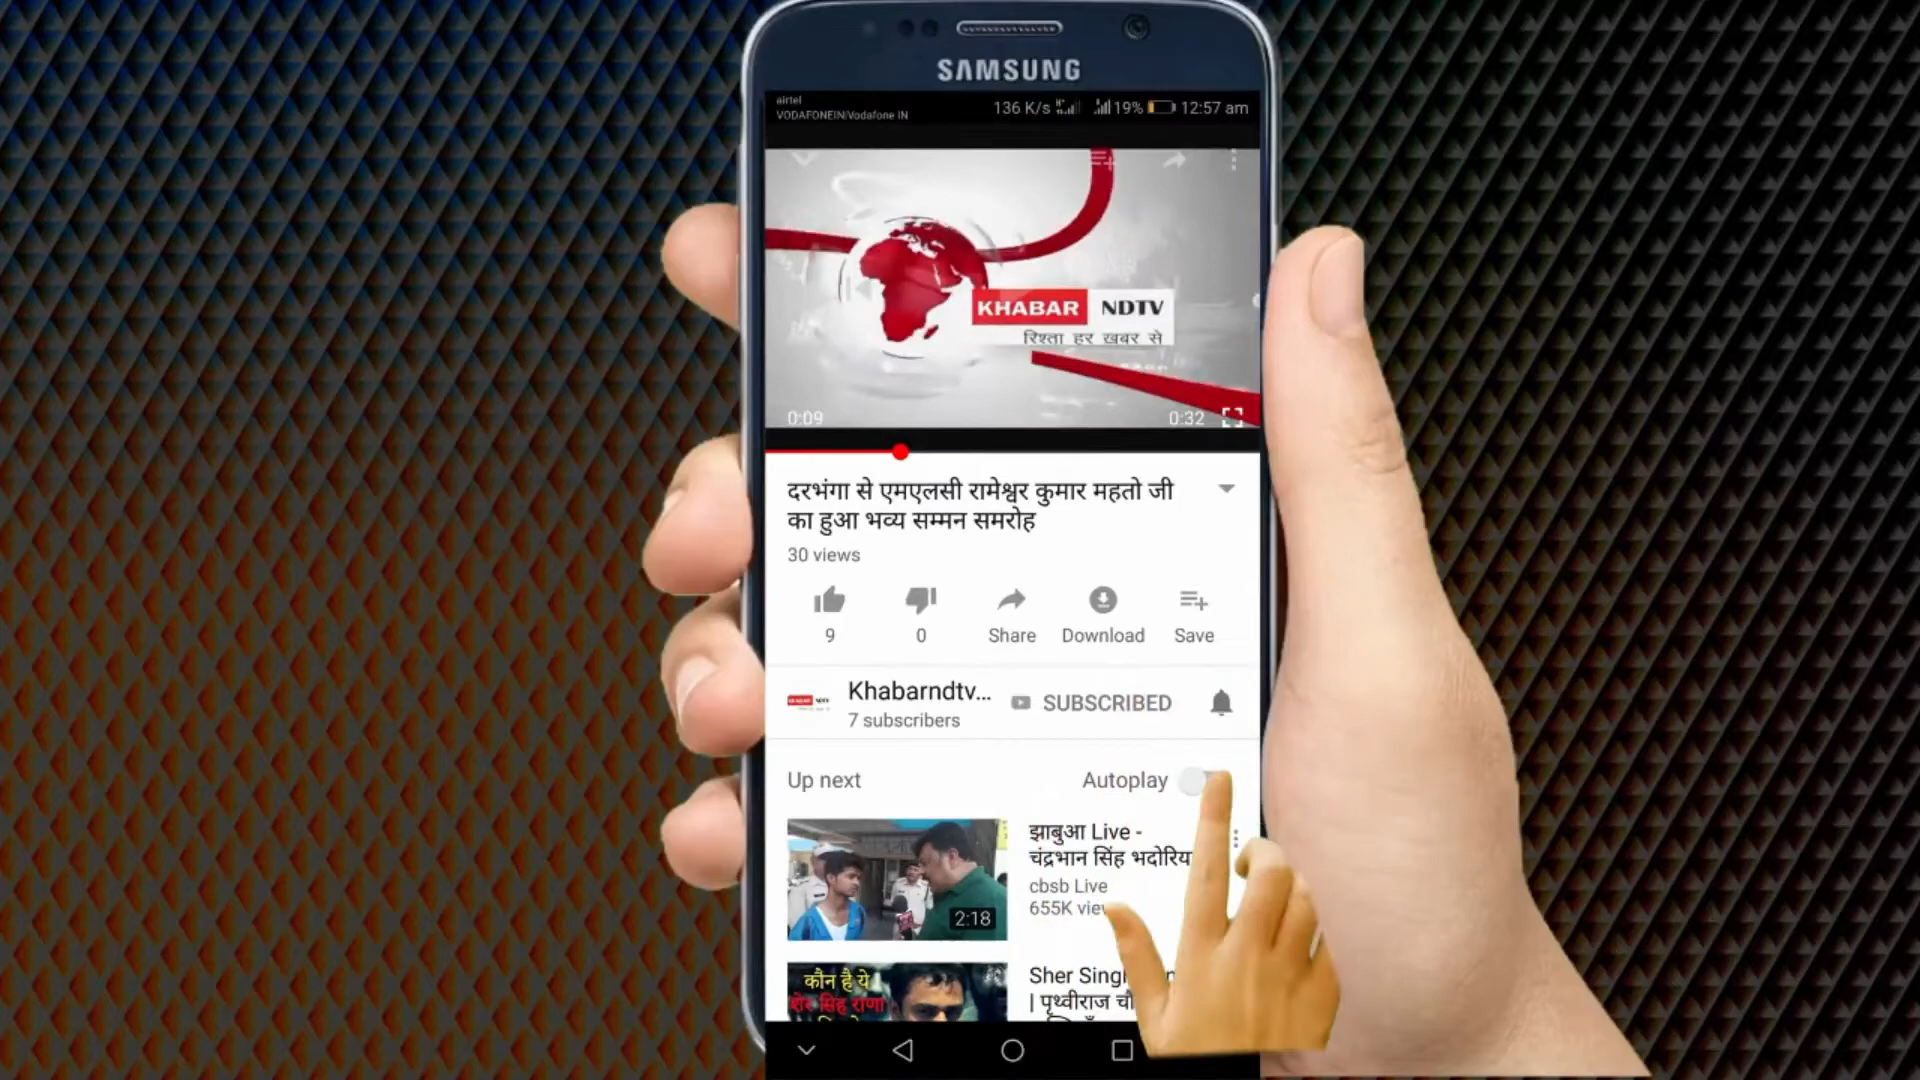 SAMSUNG
airtel
VODAFONEIN|Vodafone IN
136 K/s 19% 12:57 am
KHABAR NDTV
रिश्ता हर खबर से
0:09
0:32
दरभंगा से एमएलसी रामेश्वर कुमार महतो जी
का हुआ भव्य सम्मन समरोह
30 views
9
0
Share
Download
Save
Khabarndtv...
7 subscribers
SUBSCRIBED
Up next
Autoplay
2:18
झाबुआ Live -
चंद्रभान सिंह भदोरिय
cbsb Live
655K
कौन है ये
शेर सिंह राणा
Sher Singh
| पृथ्वीराज